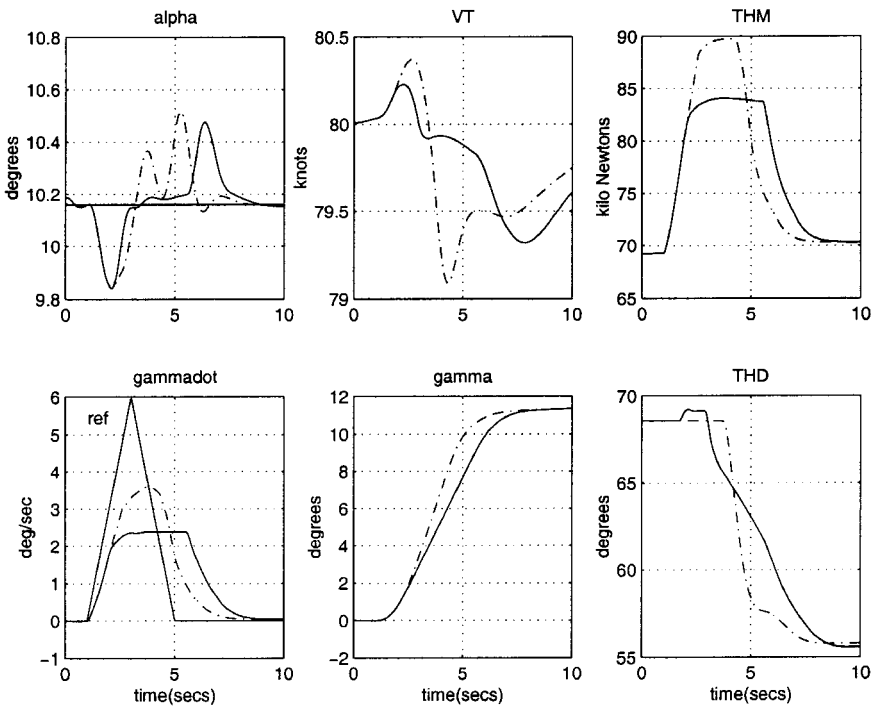 alpha
10.8
10.6
10.4
10.2
10
9.8
degrees
0 5 10
VT
80.5
80
79.5
79
knots
0 5 10
THM
90
85
80
75
70
65
kilo Newtons
0 5 10
gammadot
ref
6
5
4
3
2
1
0
−1
deg/sec
0 5 10
time(secs)
gamma
12
10
8
6
4
2
0
−2
degrees
0 5 10
time(secs)
THD
70
65
60
55
degrees
0 5 10
time(secs)